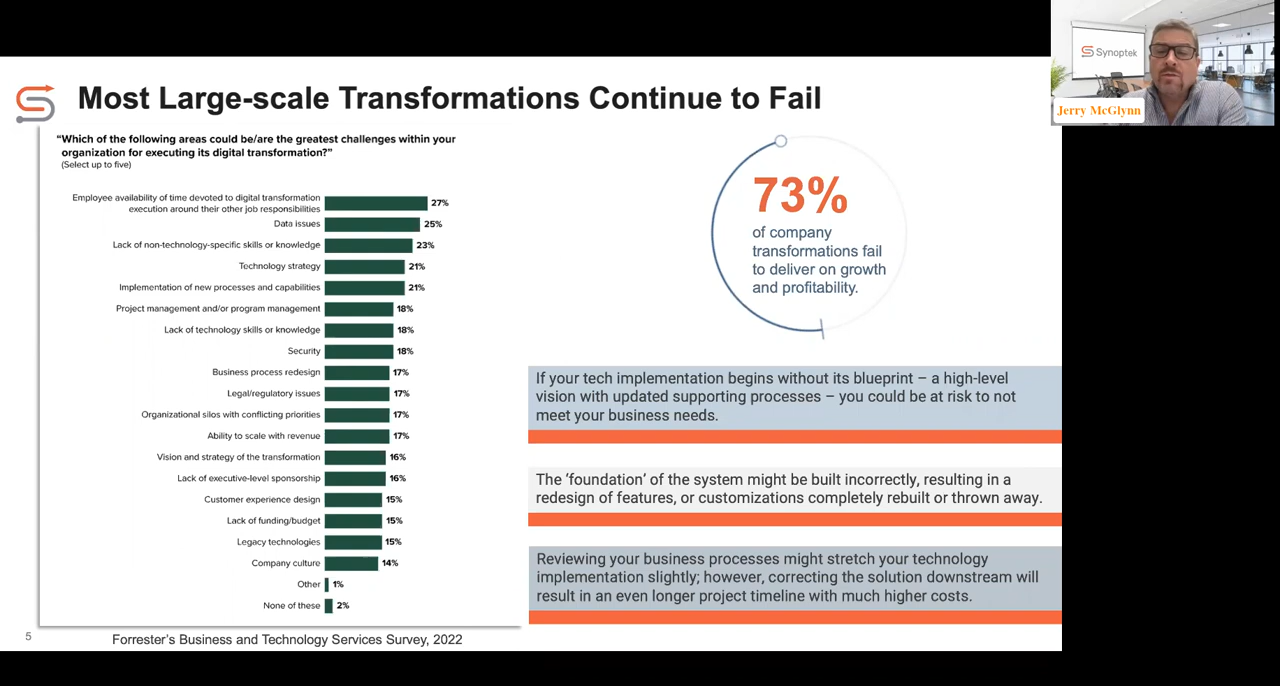 Synoptek
Jerry McGlynn
Most Large-scale Transformations Continue to Fail
“Which of the following areas could be/are the greatest challenges within your
organization for executing its digital transformation?”
(Select up to five)
Employee availability of time devoted to digital transformation
execution around their other job responsibilities 27%
Data issues 25%
Lack of non-technology-specific skills or knowledge 23%
Technology strategy 21%
Implementation of new processes and capabilities 21%
Project management and/or program management 18%
Lack of technology skills or knowledge 18%
Security 18%
Business process redesign 17%
Legal/regulatory issues 17%
Organizational silos with conflicting priorities 17%
Ability to scale with revenue 17%
Vision and strategy of the transformation 16%
Lack of executive-level sponsorship 16%
Customer experience design 15%
Lack of funding/budget 15%
Legacy technologies 15%
Company culture 14%
Other 1%
None of these 2%
73%
of company
transformations fail
to deliver on growth
and profitability.
If your tech implementation begins without its blueprint – a high-level
vision with updated supporting processes – you could be at risk to not
meet your business needs.
The ‘foundation’ of the system might be built incorrectly, resulting in a
redesign of features, or customizations completely rebuilt or thrown away.
Reviewing your business processes might stretch your technology
implementation slightly; however, correcting the solution downstream will
result in an even longer project timeline with much higher costs.
5
Forrester’s Business and Technology Services Survey, 2022